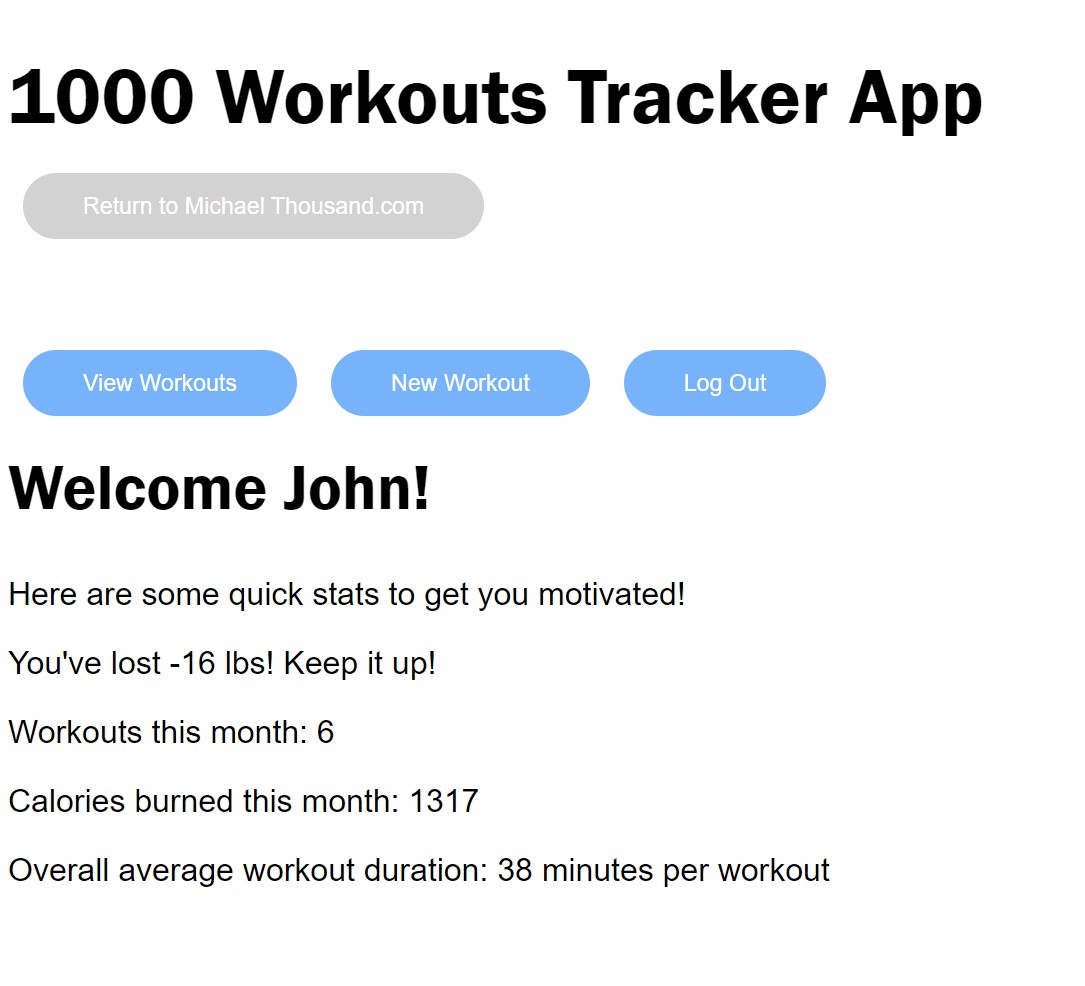 1000 Workouts Tracker App
Return to Michael Thousand.com
View Workouts New Workout Log Out
Welcome John!
Here are some quick stats to get you motivated!
You've lost -16 lbs! Keep it up!
Workouts this month: 6
Calories burned this month: 1317
Overall average workout duration: 38 minutes per workout